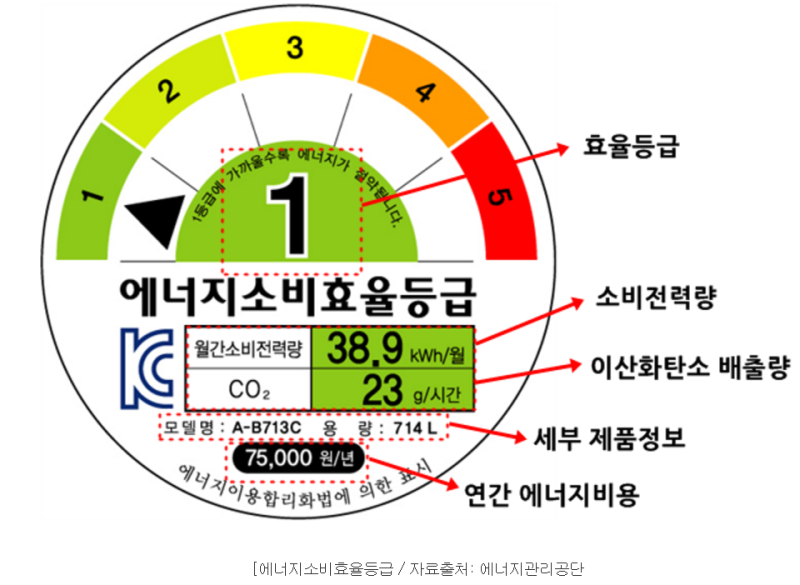 3
2
4
1
5
1등급에 가까울수록 에너지가 절약됩니다.
1
효율등급
에너지소비효율등급
소비전력량
월간소비전력량 38.9 kWh/월
이산화탄소 배출량
CO₂ 23 g/시간
모델명 : A-B713C 용 량 : 714 L
세부 제품정보
75,000 원/년
연간 에너지비용
에너지이용합리화법에 의한 표시
[에너지소비효율등급 / 자료출처: 에너지관리공단